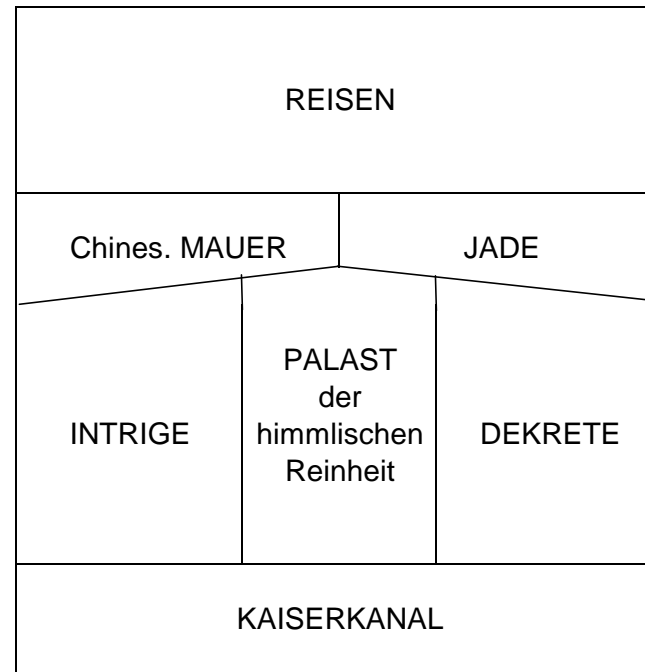 REISEN
Chines. MAUER
JADE
INTRIGE
PALAST
der
himmlischen
Reinheit
DEKRETE
KAISERKANAL